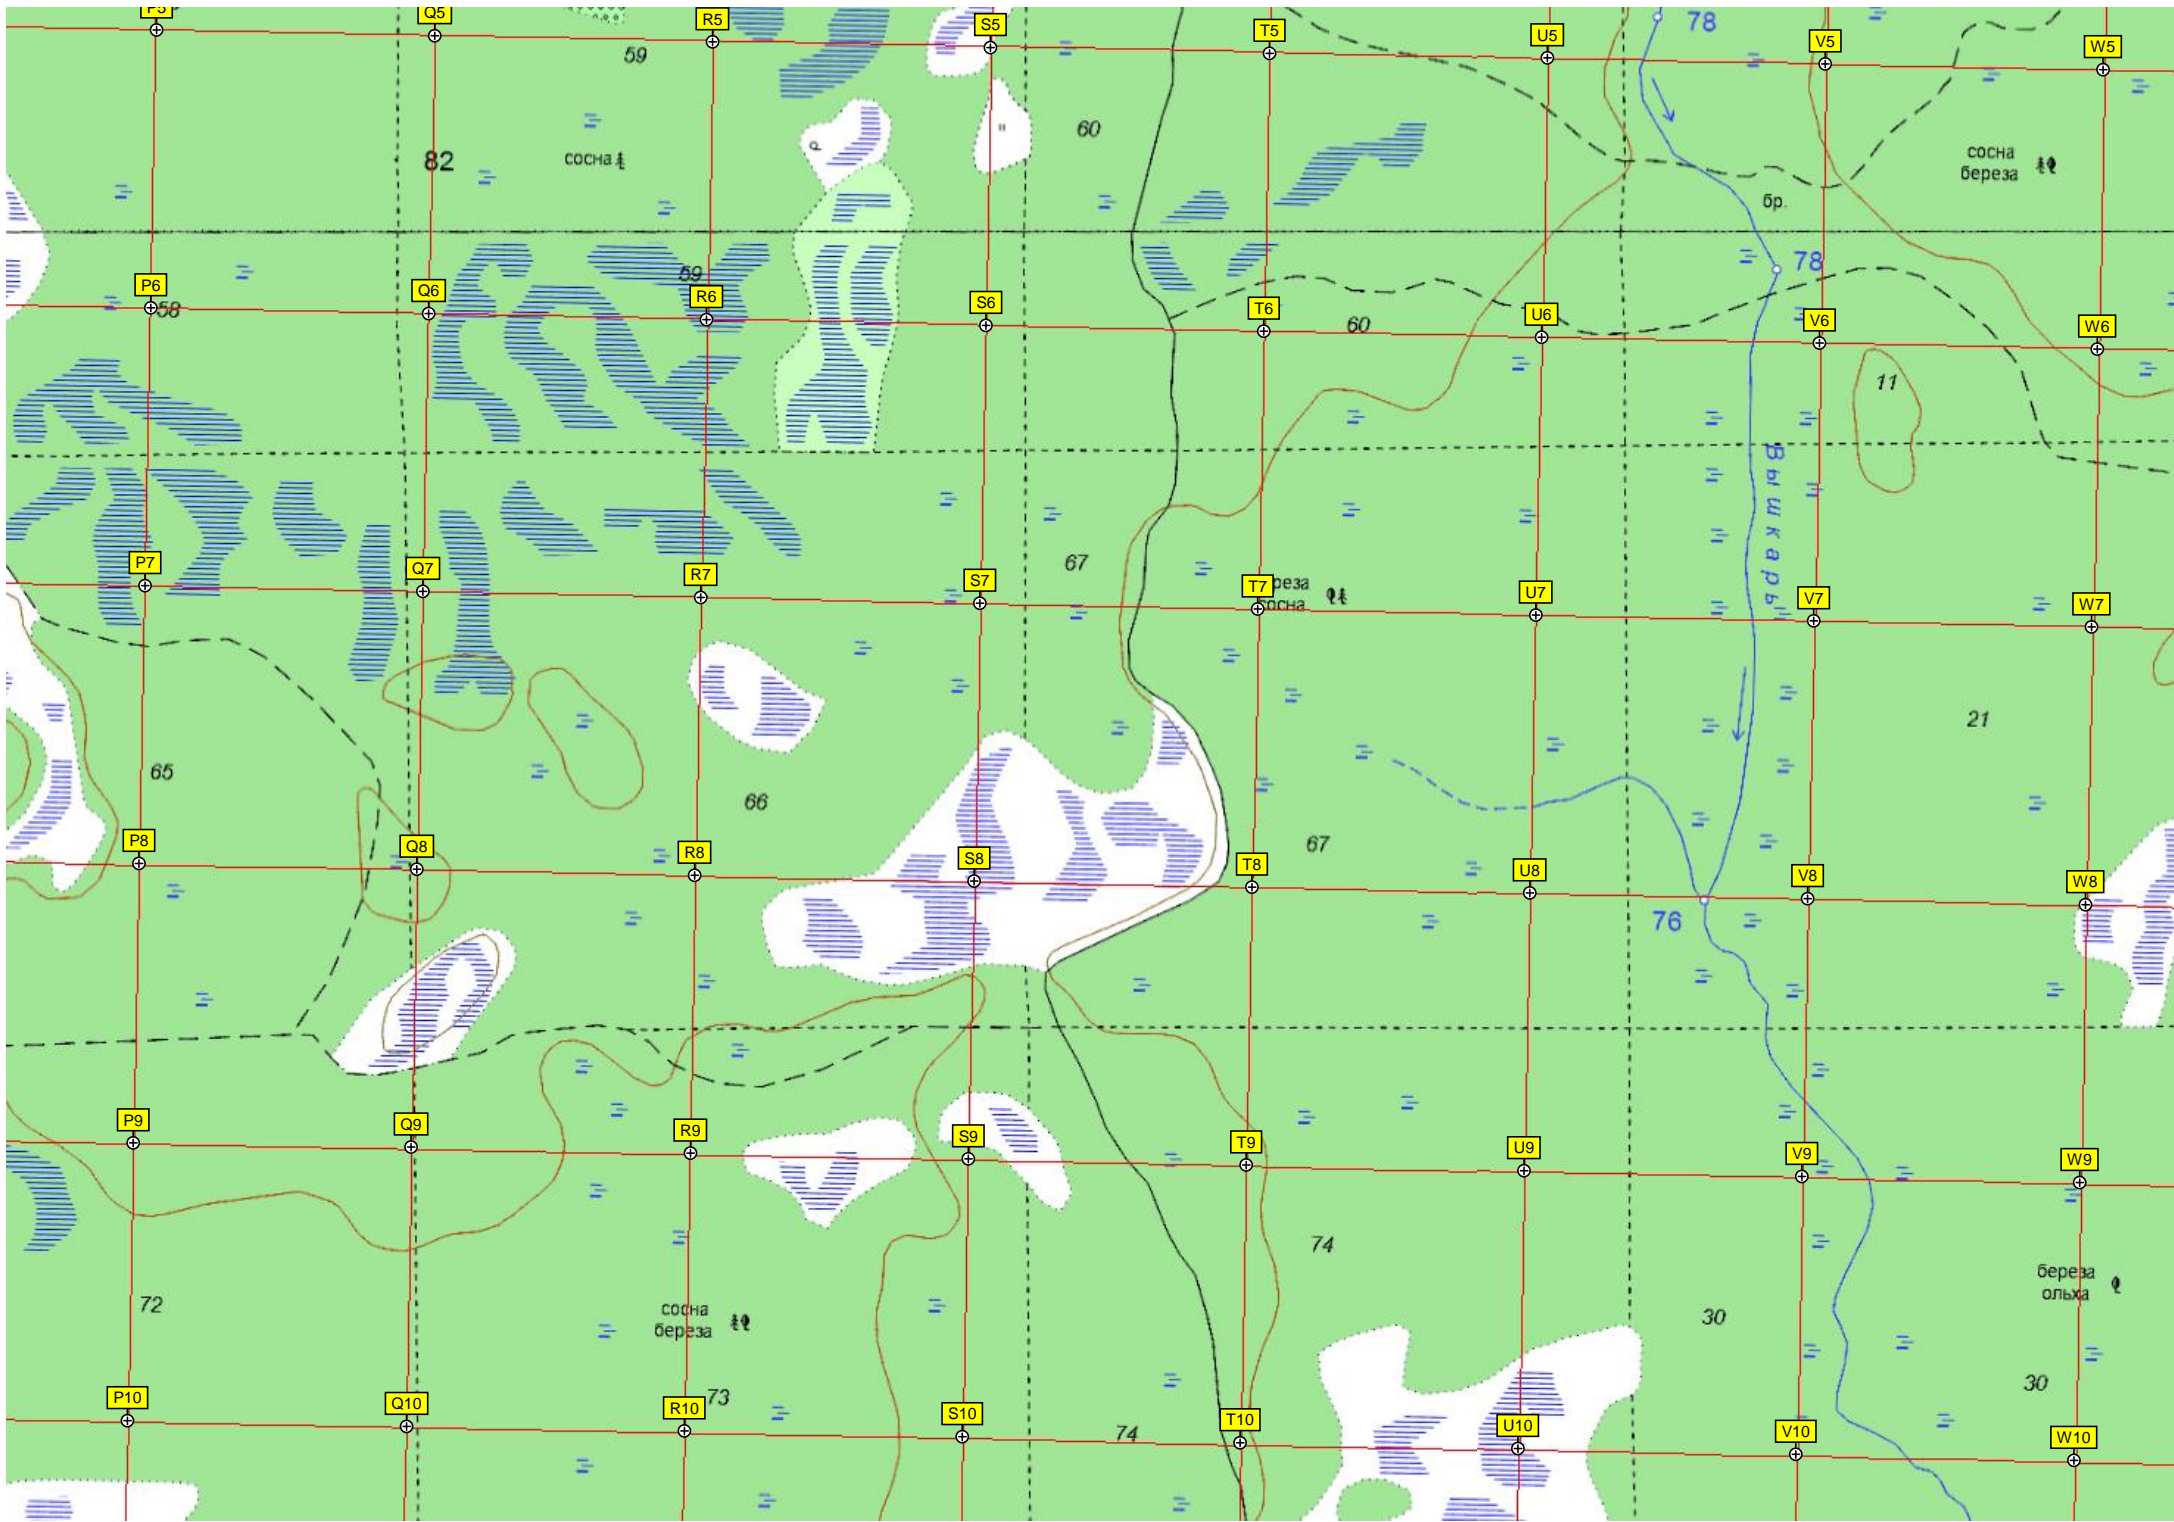 P5
Q5
R5
S5
T5
U5
V5
W5
78
59
60
82
сосна
сосна
береза
бр.
78
59
P6
58
Q6
R6
S6
T6
60
U6
V6
W6
11
Вышкарь
67
P7
Q7
R7
S7
T7
реза
сосна
U7
V7
W7
21
65
66
67
P8
Q8
R8
S8
T8
U8
V8
W8
76
P9
Q9
R9
S9
T9
U9
V9
W9
74
72
сосна
береза
30
береза
ольха
30
73
74
P10
Q10
R10
S10
T10
U10
V10
W10